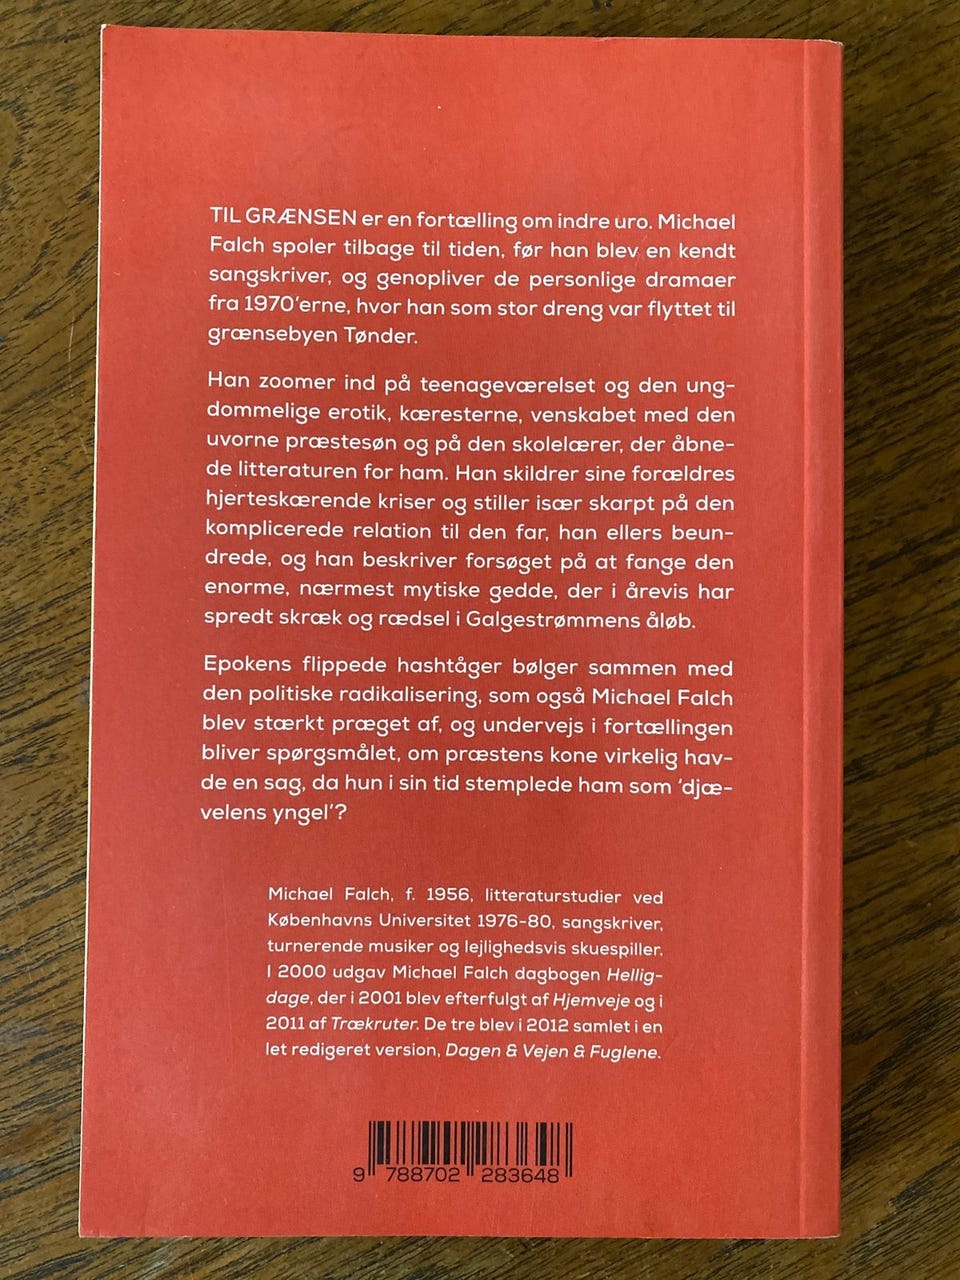 TIL GRÆNSEN er en fortælling om indre uro. Michael
Falch spoler tilbage til tiden, før han blev en kendt
sangskriver, og genopliver de personlige dramaer
fra 1970'erne, hvor han som stor dreng var flyttet til
grænsebyen Tønder.
Han zoomer ind på teenageværelset og den ung-
dommelige erotik, kæresterne, venskabet med den
uvorne præstesøn og på den skolelærer, der åbne-
de litteraturen for ham. Han skildrer sine forældres
hjerteskærende kriser og stiller især skarpt på den
komplicerede relation til den far, han ellers beun-
drede, og han beskriver forsøget på at fange den
enorme, nærmest mytiske gedde, der i årevis har
spredt skræk og rædsel i Galgestrømmens åløb.
Epokens flippede hashtåger bølger sammen med
den politiske radikalisering, som også Michael Falch
blev stærkt præget af, og undervejs i fortællingen
bliver spørgsmålet, om præstens kone virkelig hav-
de en sag, da hun i sin tid stemplede ham som 'djæ-
velens yngel'?
Michael Falch, f. 1956, litteraturstudier ved
Københavns Universitet 1976-80, sangskriver,
turnerende musiker og lejlighedsvis skuespiller.
I 2000 udgav Michael Falch dagbogen Hellig-
dage, der i 2001 blev efterfulgt af Hjemveje og i
2011 af Trækruter. De tre blev i 2012 samlet i en
let redigeret version, Dagen & Vejen & Fuglene.
9 788702 283648